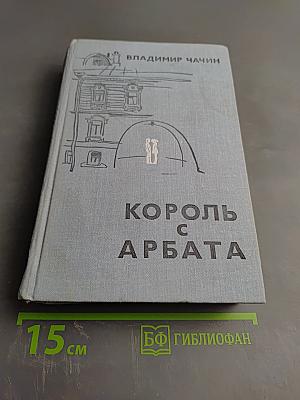 ВЛАДИМИР ЧАЧИН
КОРОЛЬ
С
АРБАТА
15 см
БФ ГИБЛИОФАН